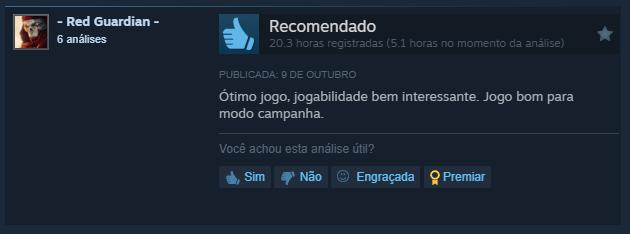 - Red Guardian -
6 análises
Recomendado
20.3 horas registradas (5.1 horas no momento da análise)
PUBLICADA: 9 DE OUTUBRO
Ótimo jogo, jogabilidade bem interessante. Jogo bom para
modo campanha.
Você achou esta análise útil?
Sim Não Engraçada Premiar